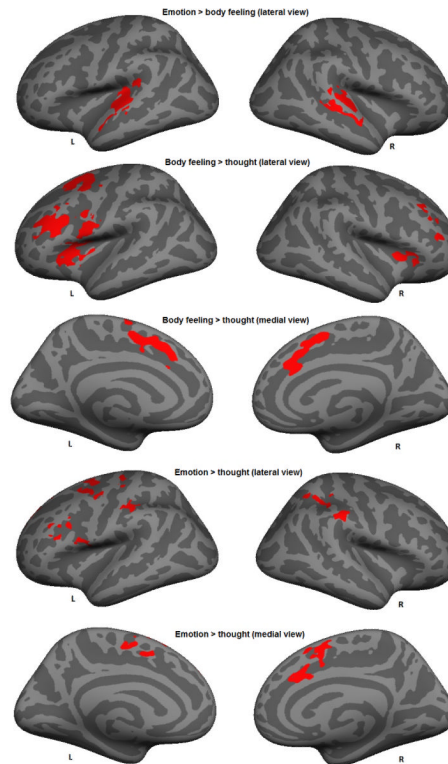 Emotion > body feeling (lateral view)
L
R
Body feeling > thought (lateral view)
L
R
Body feeling > thought (medial view)
L
R
Emotion > thought (lateral view)
L
R
Emotion > thought (medial view)
L
R